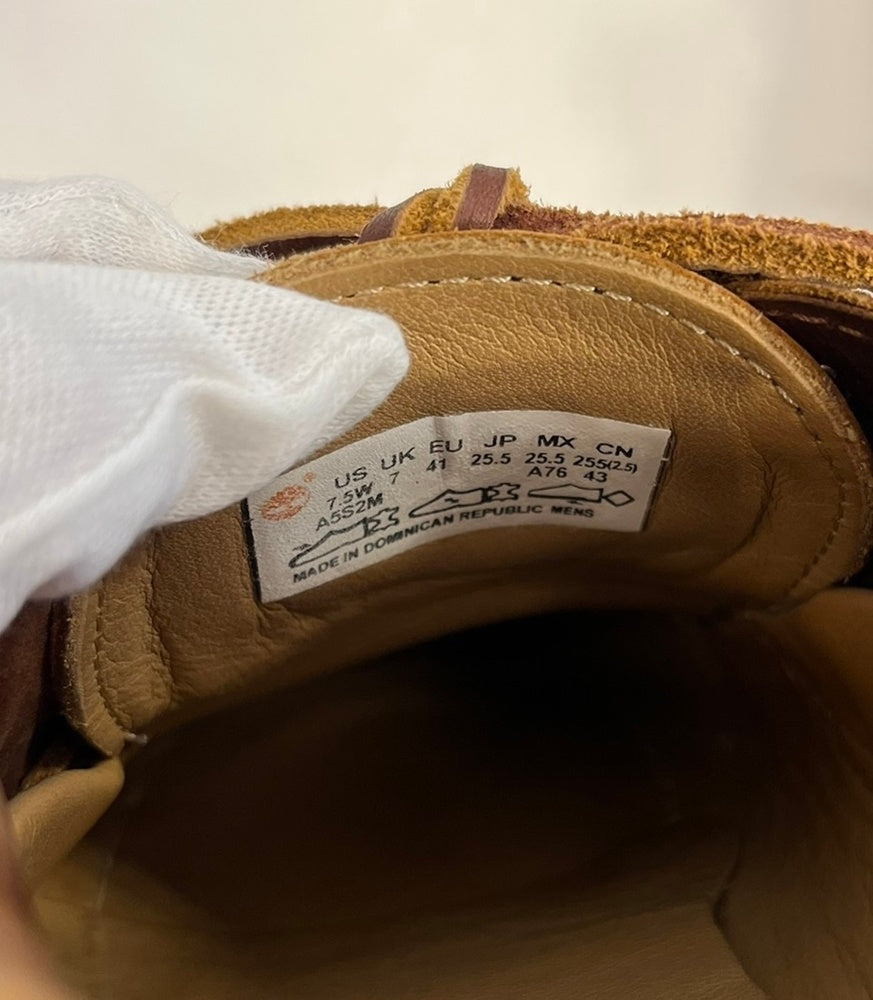 US UK EU JP MX CN
7.5W 7 41 25.5 25.5 255(2.5)
A5S2M A76 43
MADE IN DOMINICAN REPUBLIC MENS